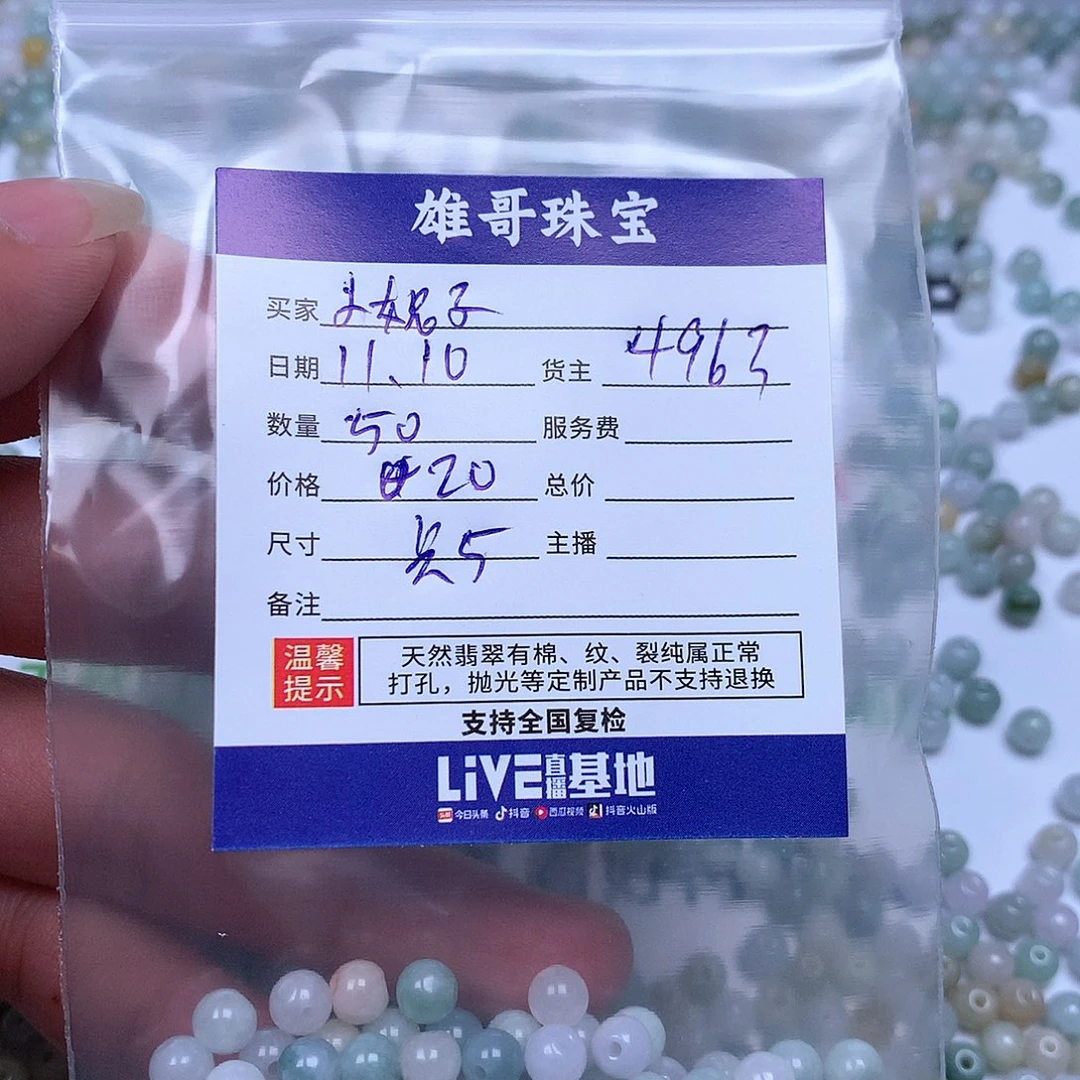 雄哥珠宝
买家
日期 11、10 货主 4963
数量 50 服务费
价格 20 总价
尺寸 5 主播
备注
温馨提示
天然翡翠有棉、纹、裂纯属正常
打孔，抛光等定制产品不支持退换
支持全国复检
LiVE直播基地
头条 今日头条 抖音 西瓜视频 抖音火山版